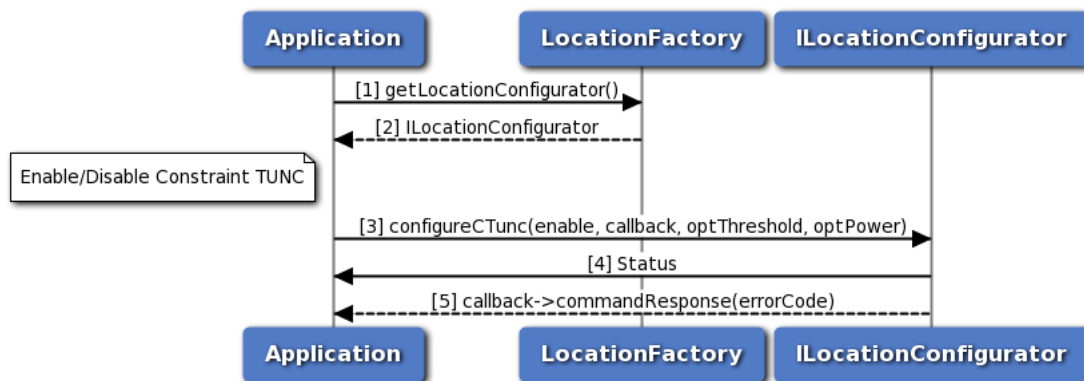 Application
LocationFactory
ILocationConfigurator
[1] getLocationConfigurator()
[2] ILocationConfigurator
Enable/Disable Constraint TUNC
[3] configureCTunc(enable, callback, optThreshold, optPower)
[4] Status
[5] callback->commandResponse(errorCode)
Application
LocationFactory
ILocationConfigurator